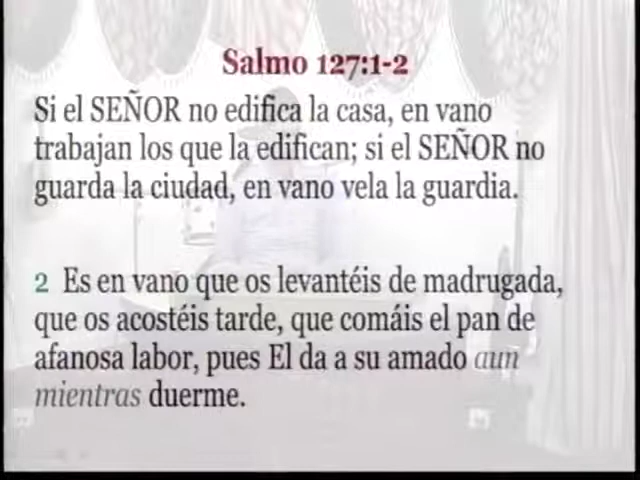 Salmo 127:1-2
Si el SEÑOR no edifica la casa, en vano
trabajan los que la edifican; si el SEÑOR no
guarda la ciudad, en vano vela la guardia.
2 Es en vano que os levantéis de madrugada,
que os acostéis tarde, que comáis el pan de
afanosa labor, pues El da a su amado aun
mientras duerme.